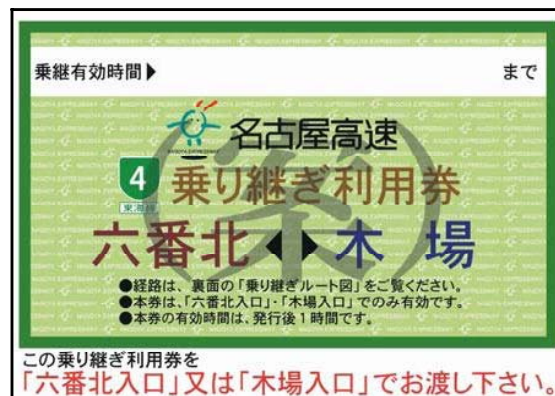 乗継有効時間▶ まで
名古屋高速
4 乗り継ぎ利用券
東海線
六番北 ◆ 木場
●経路は、裏面の「乗り継ぎルート図」をご覧ください。
●本券は、「六番北入口」・「木場入口」でのみ有効です。
●本券の有効時間は、発行後1時間です。
この乗り継ぎ利用券を
「六番北入口」又は「木場入口」でお渡し下さい。